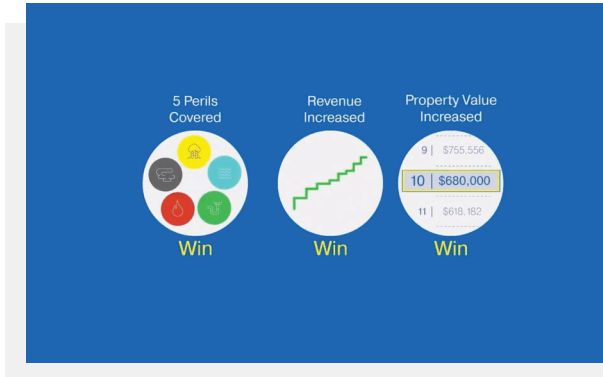 5 Perils
Covered
Win
Revenue
Increased
Win
Property Value
Increased
9 | $755,556
10 | $680,000
11 | $618,182
Win